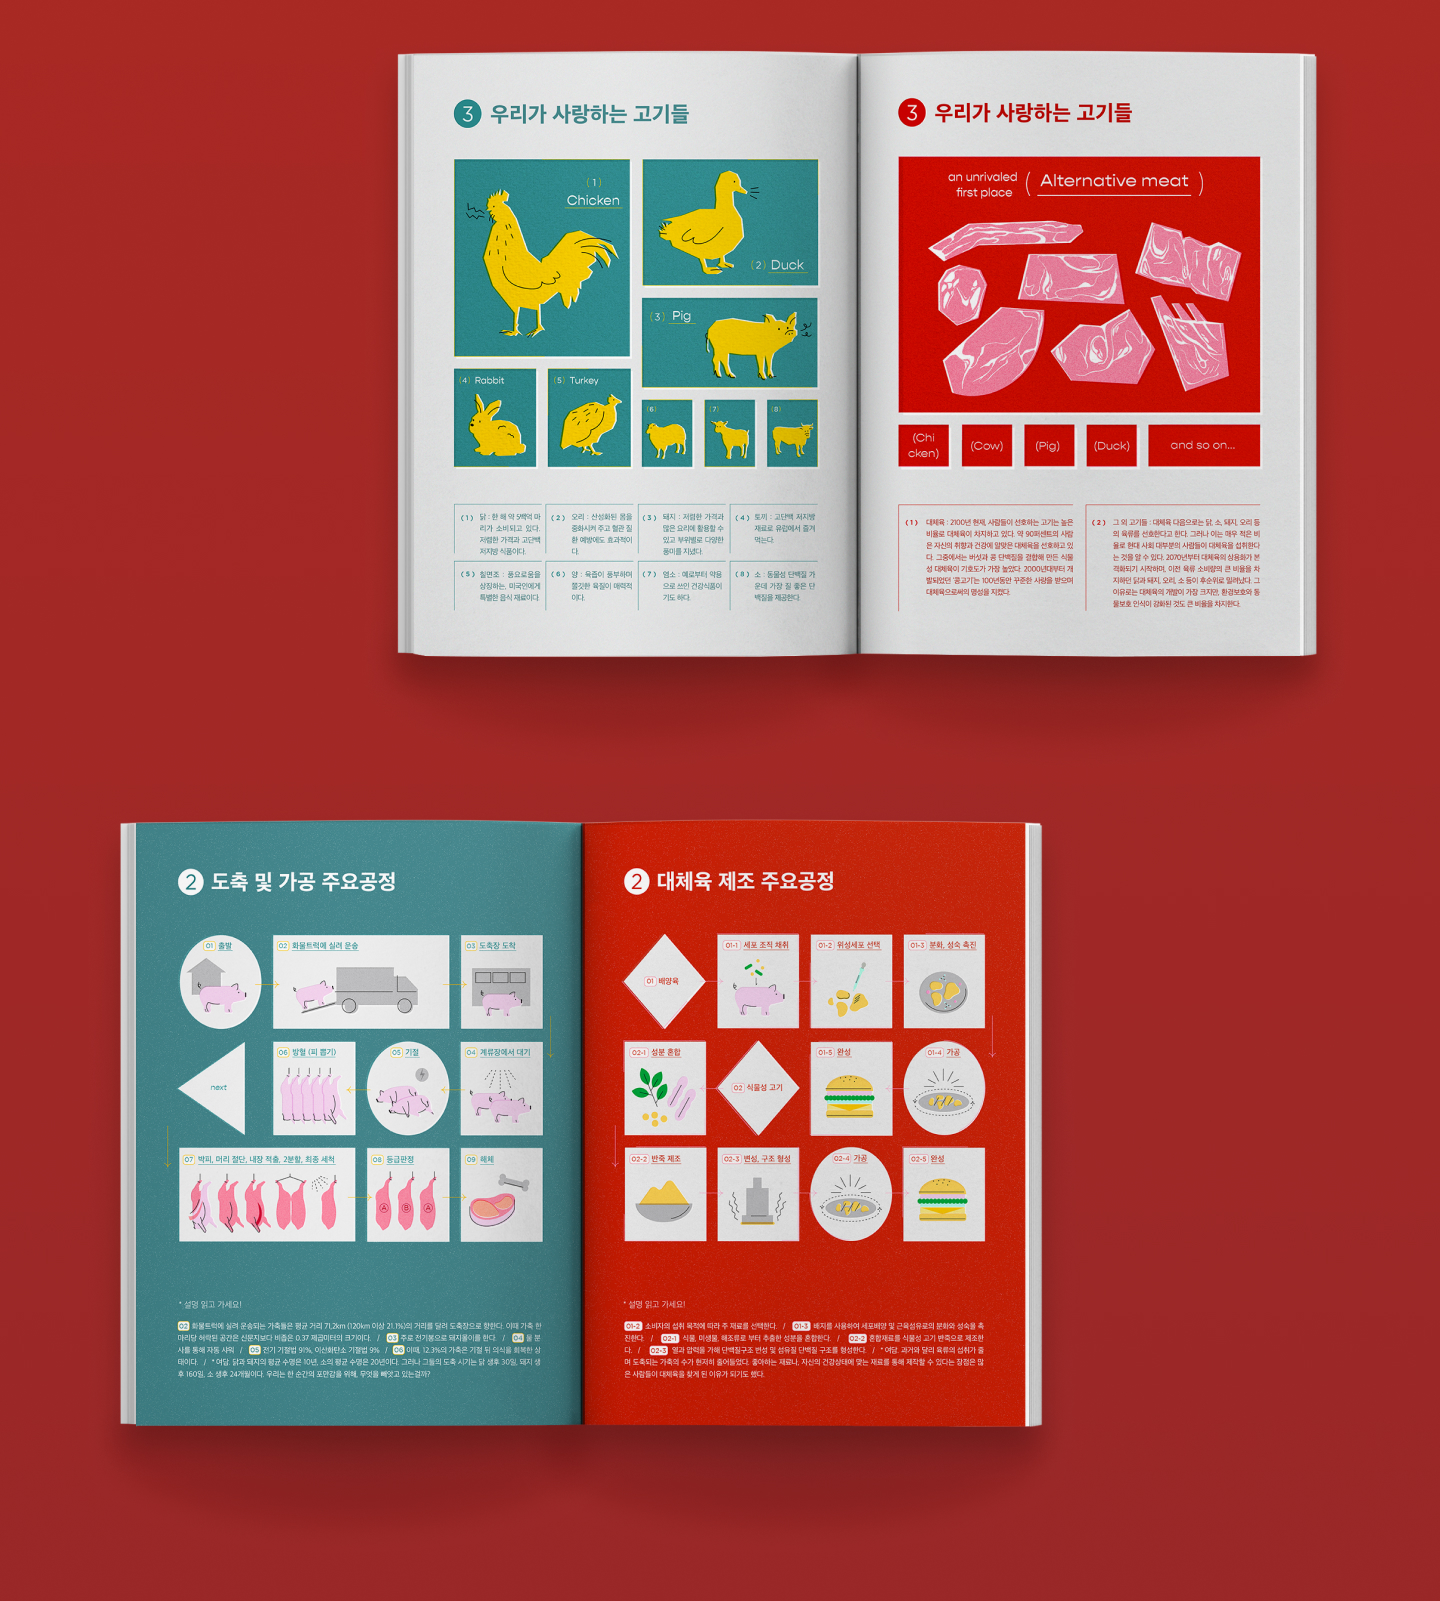 3 우리가 사랑하는 고기들
(1)
Chicken
(2) Duck
(3) Pig
(4) Rabbit
(5) Turkey
(6)
(7)
(8)
(1) 닭 : 한 해 약 5백억 마
리가 소비되고 있다.
저렴한 가격과 고단백
저지방 식품이다.
(2) 오리 : 산성화된 몸을
중화시켜 주고 혈관 질
환 예방에도 효과적이
다.
(3) 돼지 : 저렴한 가격과
많은 요리에 활용할 수
있고 부위별로 다양한
풍미를 지녔다.
(4) 토끼 : 고단백 저지방
재료로 유럽에서 즐겨
먹는다.
(5) 칠면조 : 풍요로움을
상징하는, 미국인에게
특별한 음식 재료이다.
(6) 양 : 육즙이 풍부하며
쫄깃한 육질이 매력적
이다.
(7) 염소 : 예로부터 약용
으로 쓰인 건강식품이
기도 하다.
(8) 소 : 동물성 단백질 가
운데 가장 질 좋은 단
백질을 제공한다.
3 우리가 사랑하는 고기들
an unrivaled
first place
( Alternative meat )
(Chi
cken)
(Cow)
(Pig)
(Duck)
and so on...
(1) 대체육 : 2100년 현재, 사람들이 선호하는 고기는 높은
비율로 대체육이 차지하고 있다. 약 90퍼센트의 사람
은 자신의 취향과 건강에 알맞은 대체육을 선호하고 있
다. 그중에서는 버섯과 콩 단백질을 결합해 만든 식물
성 대체육이 기호도가 가장 높았다. 2000년대부터 개
발되었던 '콩고기'는 100년동안 꾸준한 사랑을 받으며
대체육으로써의 명성을 지켰다.
(2) 그 외 고기들 : 대체육 다음으로는 닭, 소, 돼지, 오리 등
의 육류를 선호한다고 한다. 그러나 이는 매우 적은 비
율로 현대 사회 대부분의 사람들이 대체육을 섭취한다
는 것을 알 수 있다. 2070년부터 대체육의 상용화가 본
격화되기 시작하며, 이전 육류 소비량의 큰 비율을 차
지하던 닭과 돼지, 오리, 소 등이 후순위로 밀려났다. 그
이유로는 대체육의 개발이 가장 크지만, 환경보호와 동
물보호 인식이 강화된 것도 큰 비율을 차지한다.
2 도축 및 가공 주요공정
01 출발
02 화물트럭에 실려 운송
03 도축장 도착
next
06 방혈 (피 뽑기)
05 기절
04 계류장에서 대기
07 박피, 머리 절단, 내장 적출, 2분할, 최종 세척
08 등급판정
A B A
09 해체
* 설명 읽고 가세요!
02 화물트럭에 실려 운송되는 가축들은 평균 거리 71.2km (120km 이상 21.1%)의 거리를 달려 도축장으로 향한다. 이때 가축 한
마리당 허락된 공간은 신문지보다 비좁은 0.37 제곱미터의 크기이다. / 03 주로 전기봉으로 돼지몰이를 한다. / 04 물 분
사를 통해 자동 샤워 / 05 전기 기절법 91%, 이산화탄소 기절법 9% / 06 이때, 12.3%의 가축은 기절 뒤 의식을 회복한 상
태이다. / * 여담. 닭과 돼지의 평균 수명은 10년, 소의 평균 수명은 20년이다. 그러나 그들의 도축 시기는 닭 생후 30일, 돼지 생
후 160일, 소 생후 24개월이다. 우리는 한 순간의 포만감을 위해, 무엇을 빼앗고 있는걸까?
2 대체육 제조 주요공정
01 배양육
01-1 세포 조직 채취
01-2 위성세포 선택
01-3 분화, 성숙 촉진
02-1 성분 혼합
02 식물성 고기
01-5 완성
01-4 가공
02-2 반죽 제조
02-3 변성, 구조 형성
02-4 가공
02-5 완성
* 설명 읽고 가세요!
01-2 소비자의 섭취 목적에 따라 주 재료를 선택한다. / 01-3 배지를 사용하여 세포배양 및 근육섬유로의 분화와 성숙을 촉
진한다. / 02-1 식물, 미생물, 해조류로 부터 추출한 성분을 혼합한다. / 02-2 혼합재료를 식물성 고기 반죽으로 제조한
다. / 02-3 열과 압력을 가해 단백질구조 변성 및 섬유질 단백질 구조를 형성한다. / * 여담. 과거와 달리 육류의 섭취가 줄
며 도축되는 가축의 수가 현저히 줄어들었다. 좋아하는 재료나, 자신의 건강상태에 맞는 재료를 통해 제작할 수 있다는 장점은 많
은 사람들이 대체육을 찾게 된 이유가 되기도 했다.